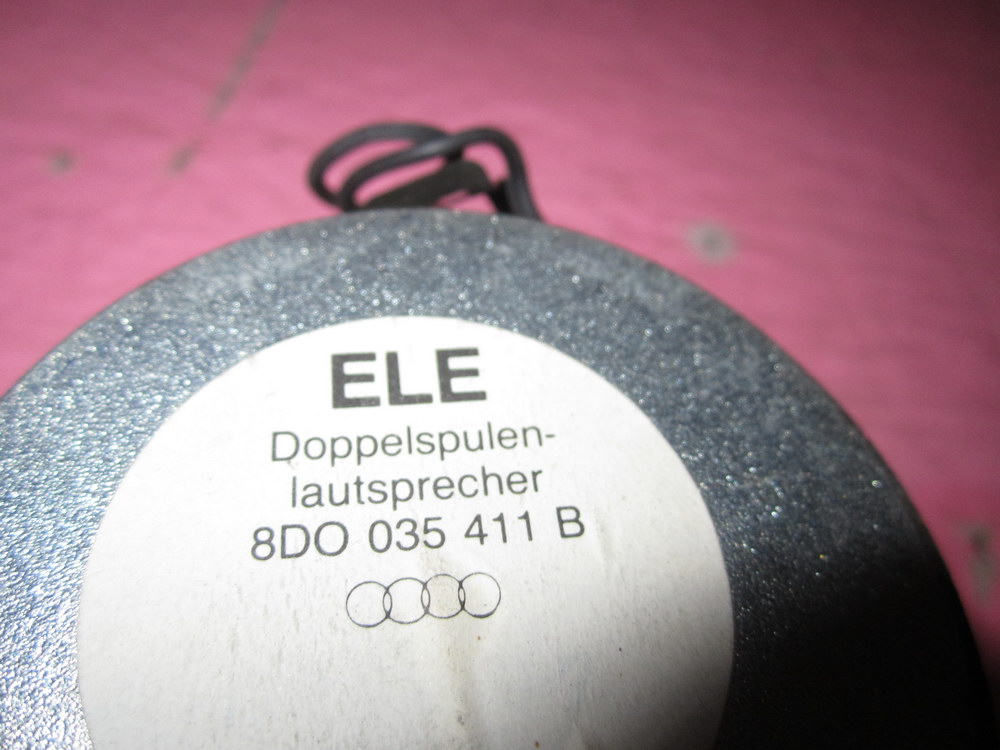 ELE
Doppelspulen-
lautsprecher
8DO 035 411 B